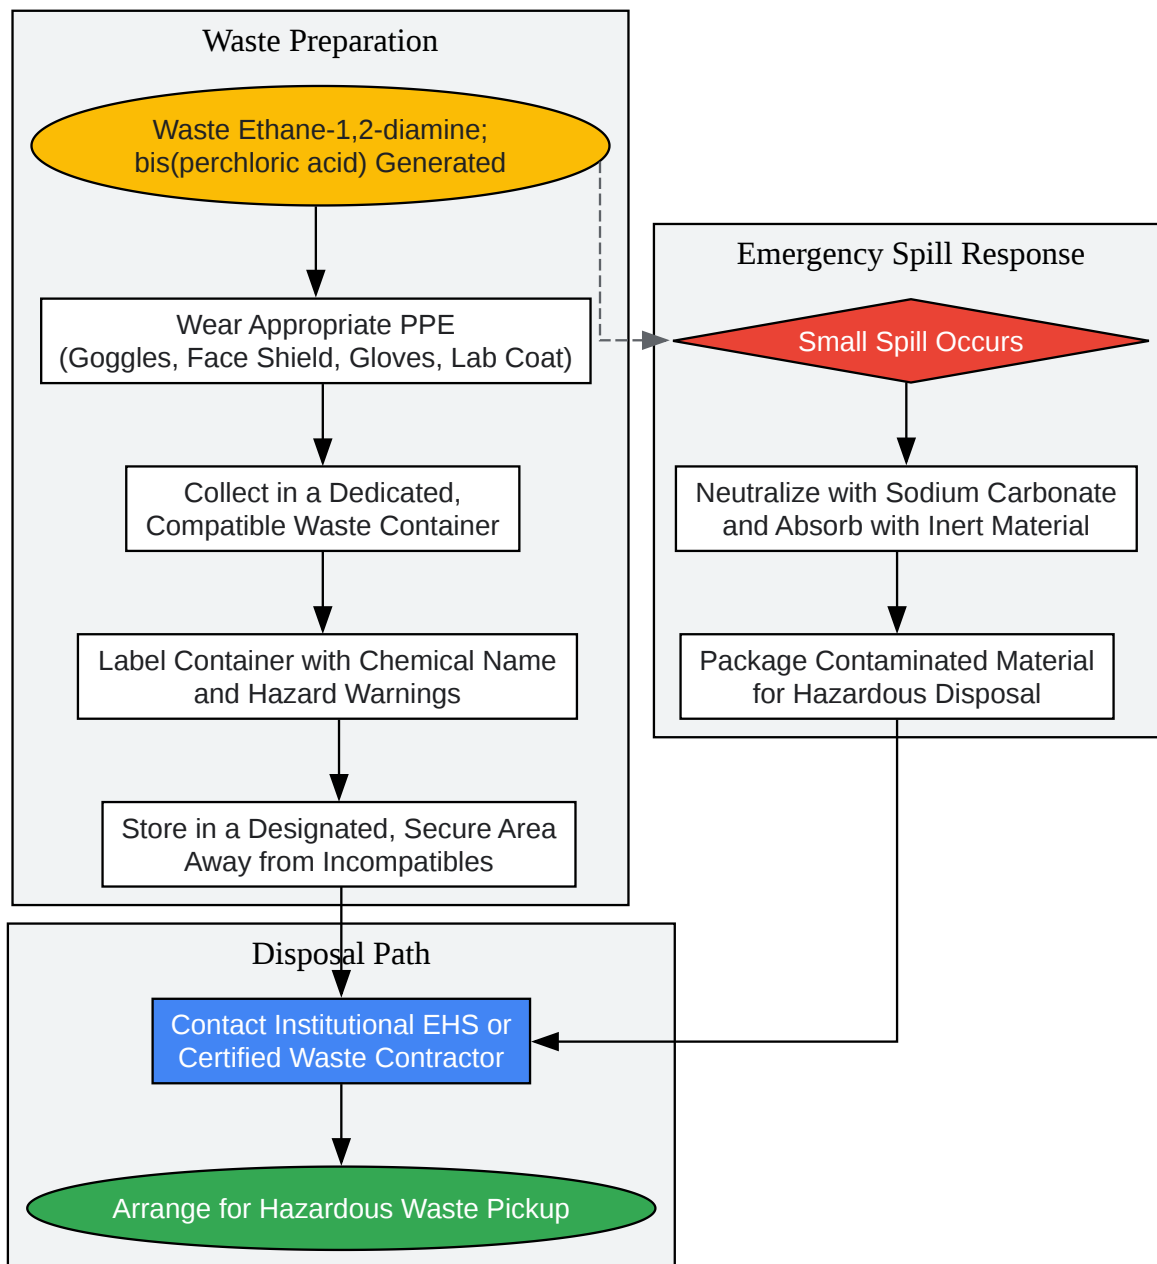 Waste Preparation
Waste Ethane-1,2-diamine;
bis(perchloric acid) Generated
Wear Appropriate PPE
(Goggles, Face Shield, Gloves, Lab Coat)
Collect in a Dedicated,
Compatible Waste Container
Label Container with Chemical Name
and Hazard Warnings
Store in a Designated, Secure Area
Away from Incompatibles
Emergency Spill Response
Small Spill Occurs
Neutralize with Sodium Carbonate
and Absorb with Inert Material
Package Contaminated Material
for Hazardous Disposal
Disposal Path
Contact Institutional EHS or
Certified Waste Contractor
Arrange for Hazardous Waste Pickup